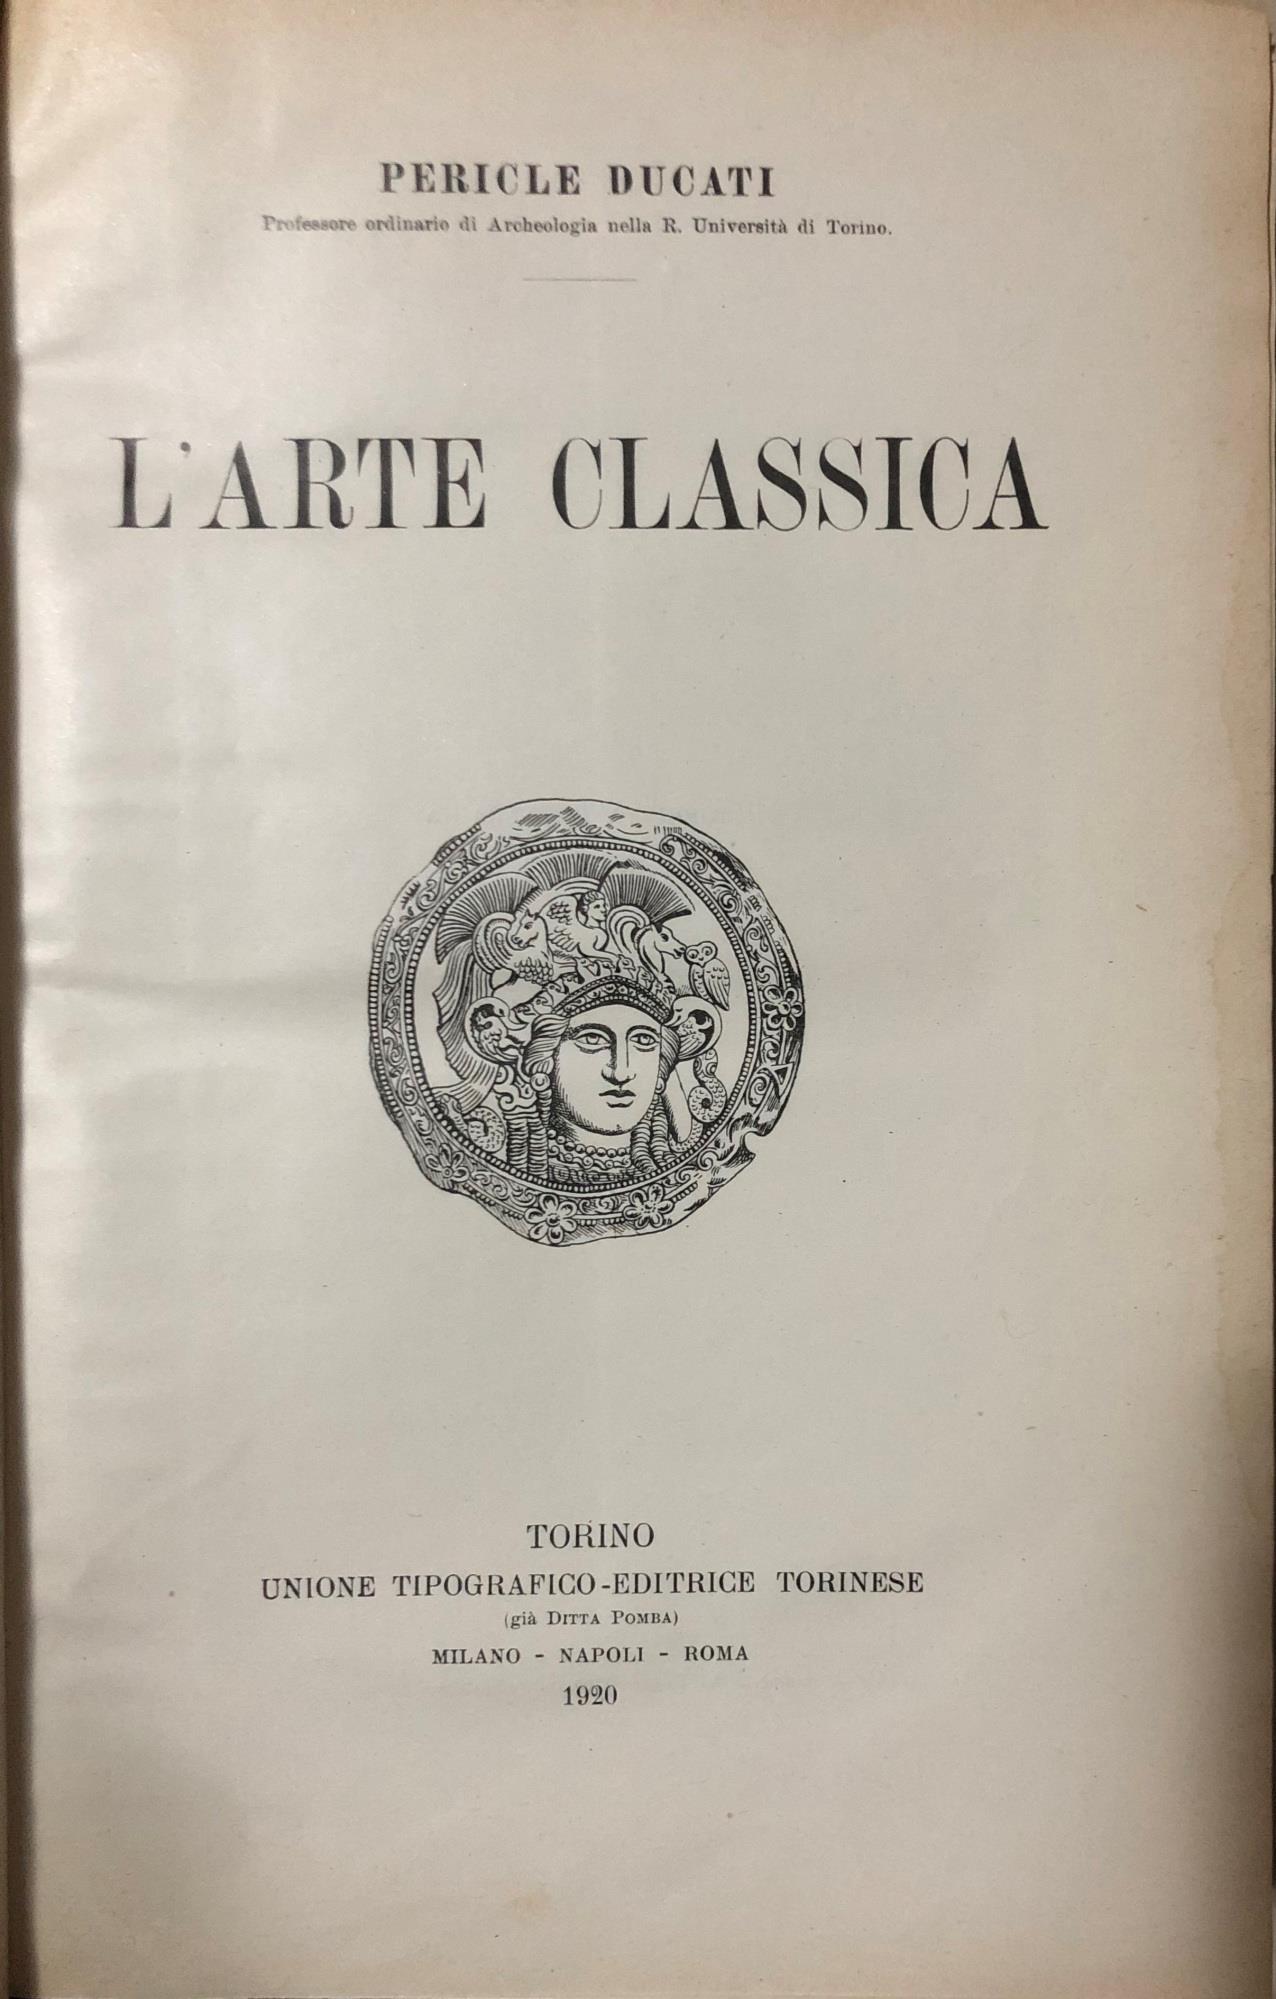 PERICLE DUCATI
Professore ordinario di Archeologia nella R. Università di Torino.
L'ARTE CLASSICA
TORINO
UNIONE TIPOGRAFICO-EDITRICE TORINESE
(già DITTA POMBA)
MILANO - NAPOLI - ROMA
1920